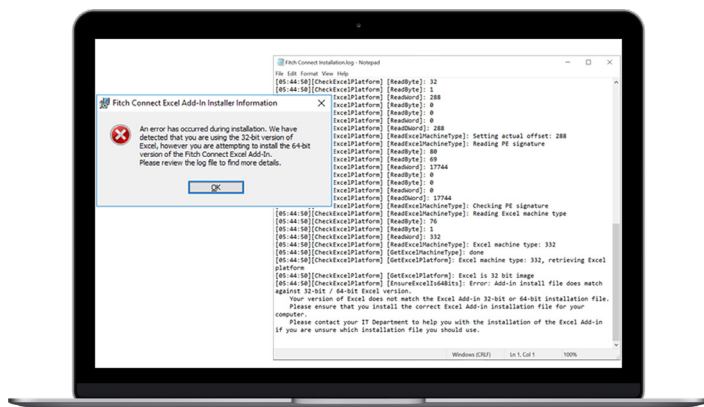 Fitch Connect Installation.log - Notepad
File Edit Format View Help
[05:44:50][CheckExcelPlatform] [ReadByte]: 32
[05:44:50][CheckExcelPlatform] [ReadByte]: 1
ExcelPlatform] [ReadWord]: 288
ExcelPlatform] [ReadByte]: 0
ExcelPlatform] [ReadByte]: 0
ExcelPlatform] [ReadWord]: 0
ExcelPlatform] [ReadDWord]: 288
ExcelPlatform] [ReadExcelMachineType]: Setting actual offset: 288
ExcelPlatform] [ReadExcelMachineType]: Reading PE signature
ExcelPlatform] [ReadByte]: 80
ExcelPlatform] [ReadByte]: 69
ExcelPlatform] [ReadWord]: 17744
ExcelPlatform] [ReadByte]: 0
ExcelPlatform] [ReadByte]: 0
ExcelPlatform] [ReadWord]: 0
ExcelPlatform] [ReadDWord]: 17744
[05:44:50][CheckExcelPlatform] [ReadExcelMachineType]: Checking PE signature
[05:44:50][CheckExcelPlatform] [ReadExcelMachineType]: Reading Excel machine type
[05:44:50][CheckExcelPlatform] [ReadByte]: 76
[05:44:50][CheckExcelPlatform] [ReadByte]: 1
[05:44:50][CheckExcelPlatform] [ReadWord]: 332
[05:44:50][CheckExcelPlatform] [ReadExcelMachineType]: Excel machine type: 332
[05:44:50][CheckExcelPlatform] [GetExcelMachineType]: done
[05:44:50][CheckExcelPlatform] [GetExcelPlatform]: Excel machine type: 332, retrieving Excel
platform
[05:44:50][CheckExcelPlatform] [GetExcelPlatform]: Excel is 32 bit image
[05:44:50][CheckExcelPlatform] [EnsureExcelIs64Bits]: Error: Add-in install file does match
against 32-bit / 64-bit Excel version.
Your version of Excel does not match the Excel Add-in 32-bit or 64-bit installation file.
Please ensure that you install the correct Excel Add-in installation file for your
computer.
Please contact your IT Department to help you with the installation of the Excel Add-in
if you are unsure which installation file you should use.
Windows (CRLF) Ln 1, Col 1 100%
Fitch Connect Excel Add-In Installer Information
An error has occurred during installation. We have
detected that you are using the 32-bit version of
Excel, however you are attempting to install the 64-bit
version of the Fitch Connect Excel Add-In.
Please review the log file to find more details.
OK